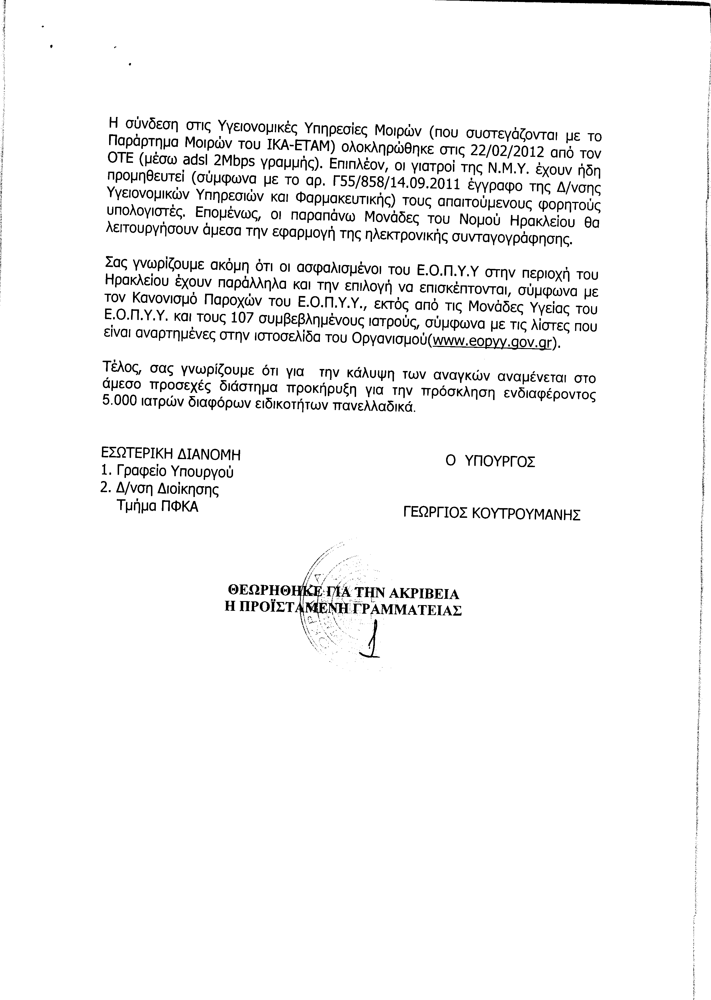 Η σύνδεση στις Υγειονομικές Υπηρεσίες Μοιρών (που συστεγάζονται με το
Παράρτημα Μοιρών του ΙΚΑ-ΕΤΑΜ) ολοκληρώθηκε στις 22/02/2012 από τον
ΟΤΕ (μέσω adsl 2Mbps γραμμής). Επιπλέον, οι γιατροί της Ν.Μ.Υ. έχουν ήδη
προμηθευτεί (σύμφωνα με το αρ. Γ55/858/14.09.2011 έγγραφο της Δ/νσης
Υγειονομικών Υπηρεσιών και Φαρμακευτικής) τους απαιτούμενους φορητούς
υπολογιστές. Επομένως, οι παραπάνω Μονάδες του Νομού Ηρακλείου θα
λειτουργήσουν άμεσα την εφαρμογή της ηλεκτρονικής συνταγογράφησης.
Σας γνωρίζουμε ακόμη ότι οι ασφαλισμένοι του Ε.Ο.Π.Υ.Υ στην περιοχή του
Ηρακλείου έχουν παράλληλα και την επιλογή να επισκέπτονται, σύμφωνα με
τον Κανονισμό Παροχών του Ε.Ο.Π.Υ.Υ., εκτός από τις Μονάδες Υγείας του
Ε.Ο.Π.Υ.Υ. και τους 107 συμβεβλημένους ιατρούς, σύμφωνα με τις λίστες που
είναι αναρτημένες στην ιστοσελίδα του Οργανισμού(www.eopyy.gov.gr).
Τέλος, σας γνωρίζουμε ότι για την κάλυψη των αναγκών αναμένεται στο
άμεσο προσεχές διάστημα προκήρυξη για την πρόσκληση ενδιαφέροντος
5.000 ιατρών διαφόρων ειδικοτήτων πανελλαδικά.
ΕΣΩΤΕΡΙΚΗ ΔΙΑΝΟΜΗ
1. Γραφείο Υπουργού
2. Δ/νση Διοίκησης
Τμήμα ΠΦΚΑ
Ο ΥΠΟΥΡΓΟΣ
ΓΕΩΡΓΙΟΣ ΚΟΥΤΡΟΥΜΑΝΗΣ
ΘΕΩΡΗΘΗΚΕ ΓΙΑ ΤΗΝ ΑΚΡΙΒΕΙΑ
Η ΠΡΟΪΣΤΑΜΕΝΗ ΓΡΑΜΜΑΤΕΙΑΣ